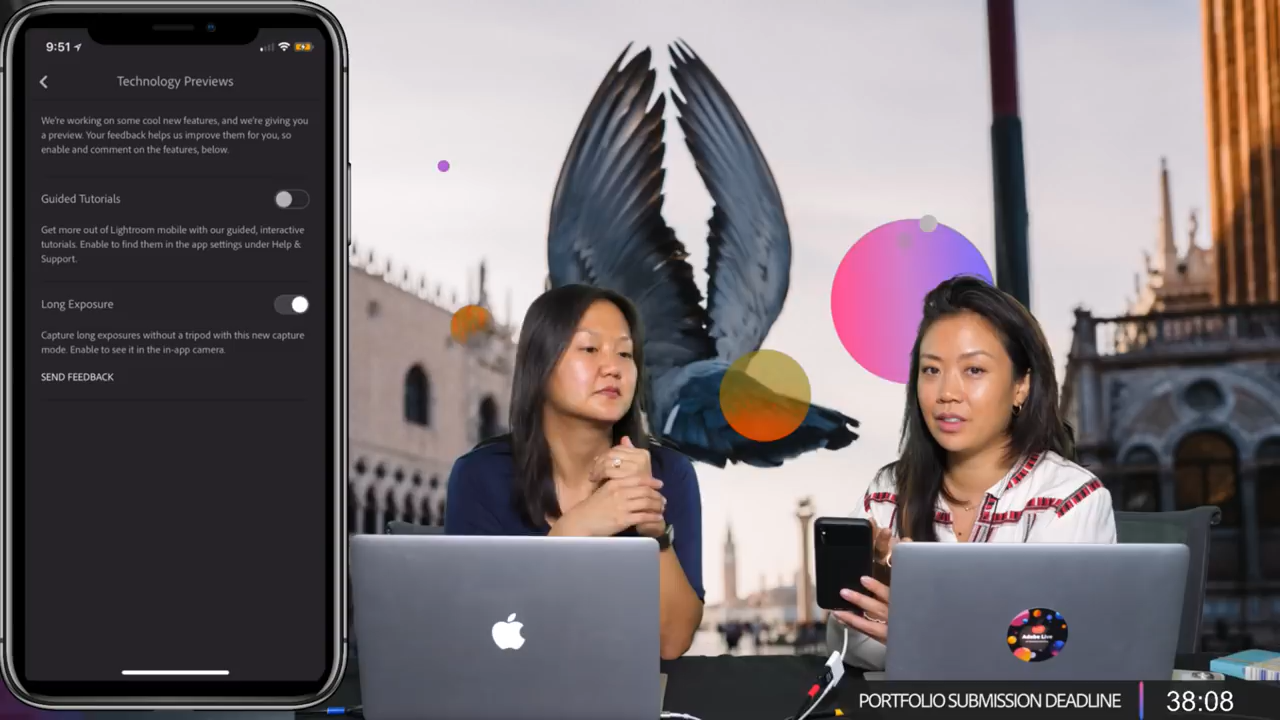 9:51
Technology Previews
We're working on some cool new features, and we're giving you
a preview. Your feedback helps us improve them for you, so
enable and comment on the features, below.
Guided Tutorials
Get more out of Lightroom mobile with our guided, interactive
tutorials. Enable to find them in the app settings under Help &
Support.
Long Exposure
Capture long exposures without a tripod with this new capture
mode. Enable to see it in the in-app camera.
SEND FEEDBACK
Adobe Live
PORTFOLIO SUBMISSION DEADLINE
38:08